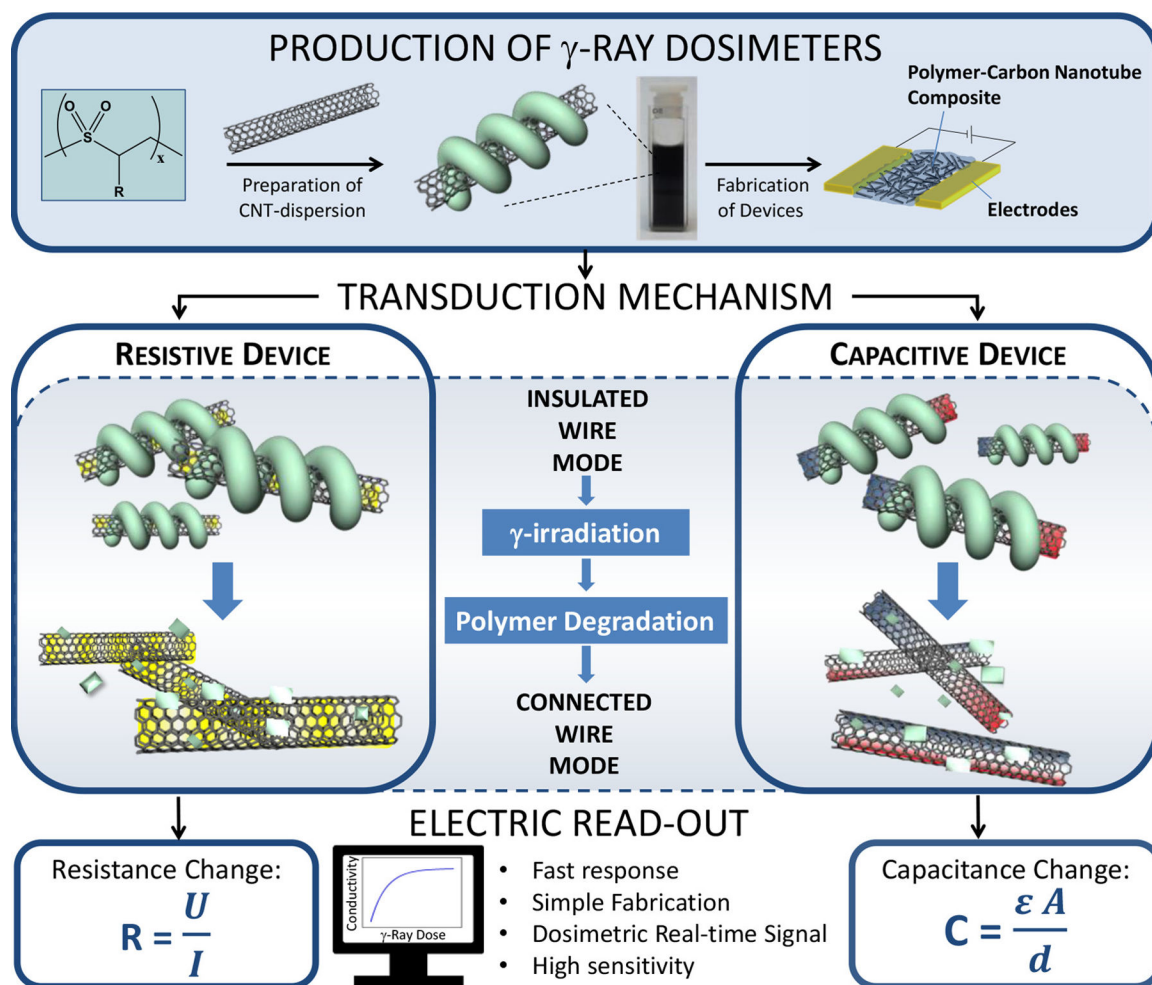 PRODUCTION OF γ-RAY DOSIMETERS
O O
S
x
R
Preparation of
CNT-dispersion
Fabrication
of Devices
Polymer-Carbon Nanotube
Composite
Electrodes
TRANSDUCTION MECHANISM
RESISTIVE DEVICE
INSULATED
WIRE
MODE
γ-irradiation
Polymer Degradation
CONNECTED
WIRE
MODE
CAPACITIVE DEVICE
ELECTRIC READ-OUT
Resistance Change:
R = U / I
Conductivity
γ-Ray Dose
• Fast response
• Simple Fabrication
• Dosimetric Real-time Signal
• High sensitivity
Capacitance Change:
C = ε A / d